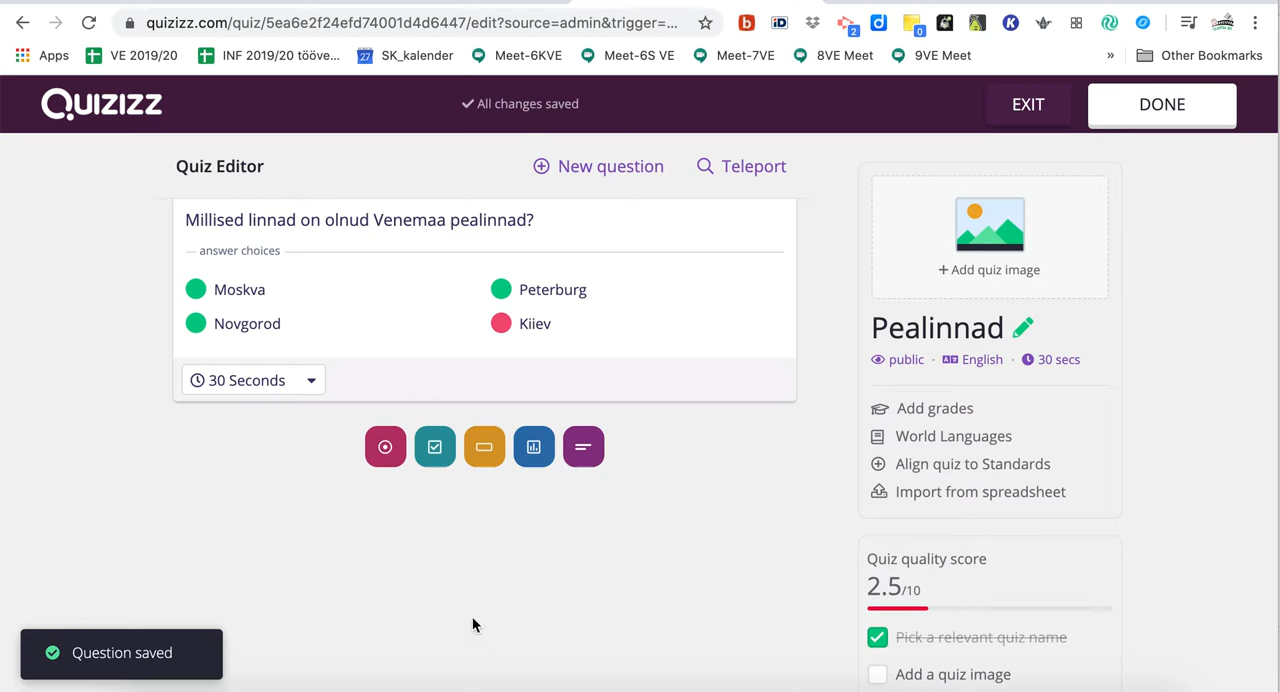 quizizz.com/quiz/5ea6e2f24efd74001d4d6447/edit?source=admin&trigger=...
2
0
Apps VE 2019/20 INF 2019/20 tööve... 27 SK_kalender Meet-6KVE Meet-6S VE Meet-7VE 8VE Meet 9VE Meet » Other Bookmarks
QUIZIZZ All changes saved EXIT DONE
Quiz Editor New question Teleport
Millised linnad on olnud Venemaa pealinnad?
answer choices
Moskva Peterburg
Novgorod Kiiev
30 Seconds
+ Add quiz image
Pealinnad
public · English · 30 secs
Add grades
World Languages
Align quiz to Standards
Import from spreadsheet
Quiz quality score
2.5/10
Pick a relevant quiz name
Add a quiz image
Question saved